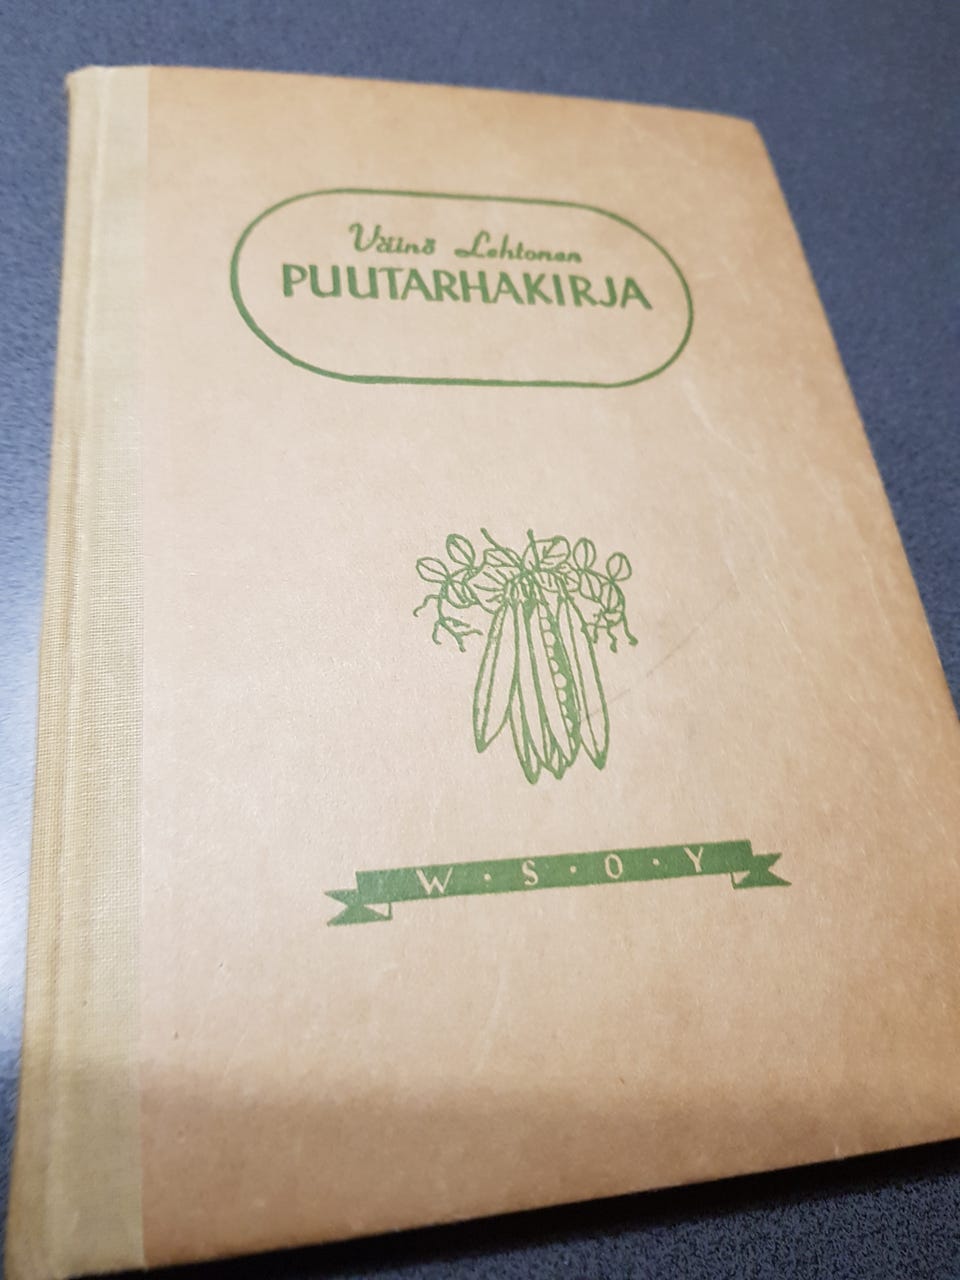 Väinö Lehtonen
PUUTARHAKIRJA
W · S · O · Y